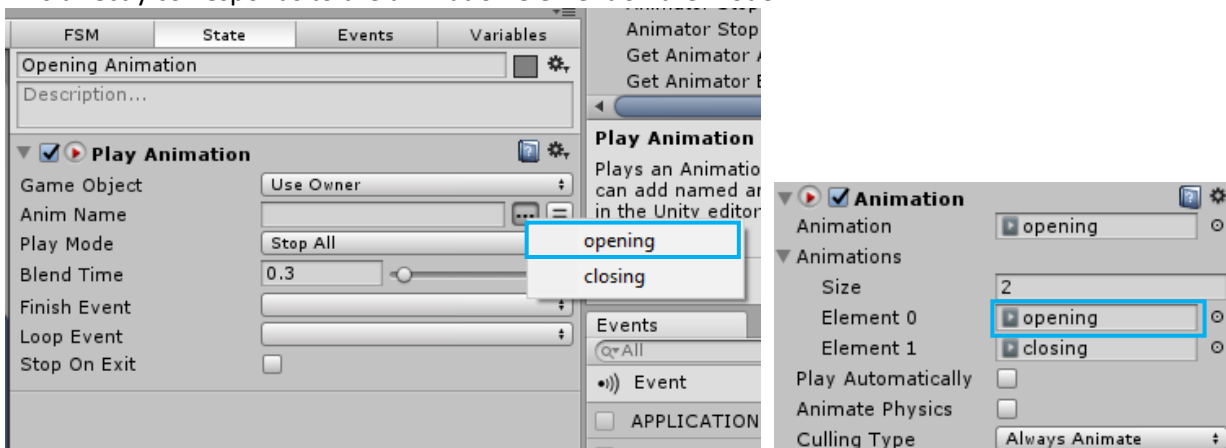 FSM State Events Variables
Opening Animation
Description...
Play Animation
Game Object Use Owner
Anim Name
Play Mode Stop All
Blend Time 0.3
Finish Event
Loop Event
Stop On Exit
opening
closing
Animator Stop
Get Animator
Get Animator
Play Animation
Plays an Animatio
can add named
in the Unity editor
Events
All
Event
APPLICATION
Animation
Animation opening
Animations
Size 2
Element 0 opening
Element 1 closing
Play Automatically
Animate Physics
Culling Type Always Animate